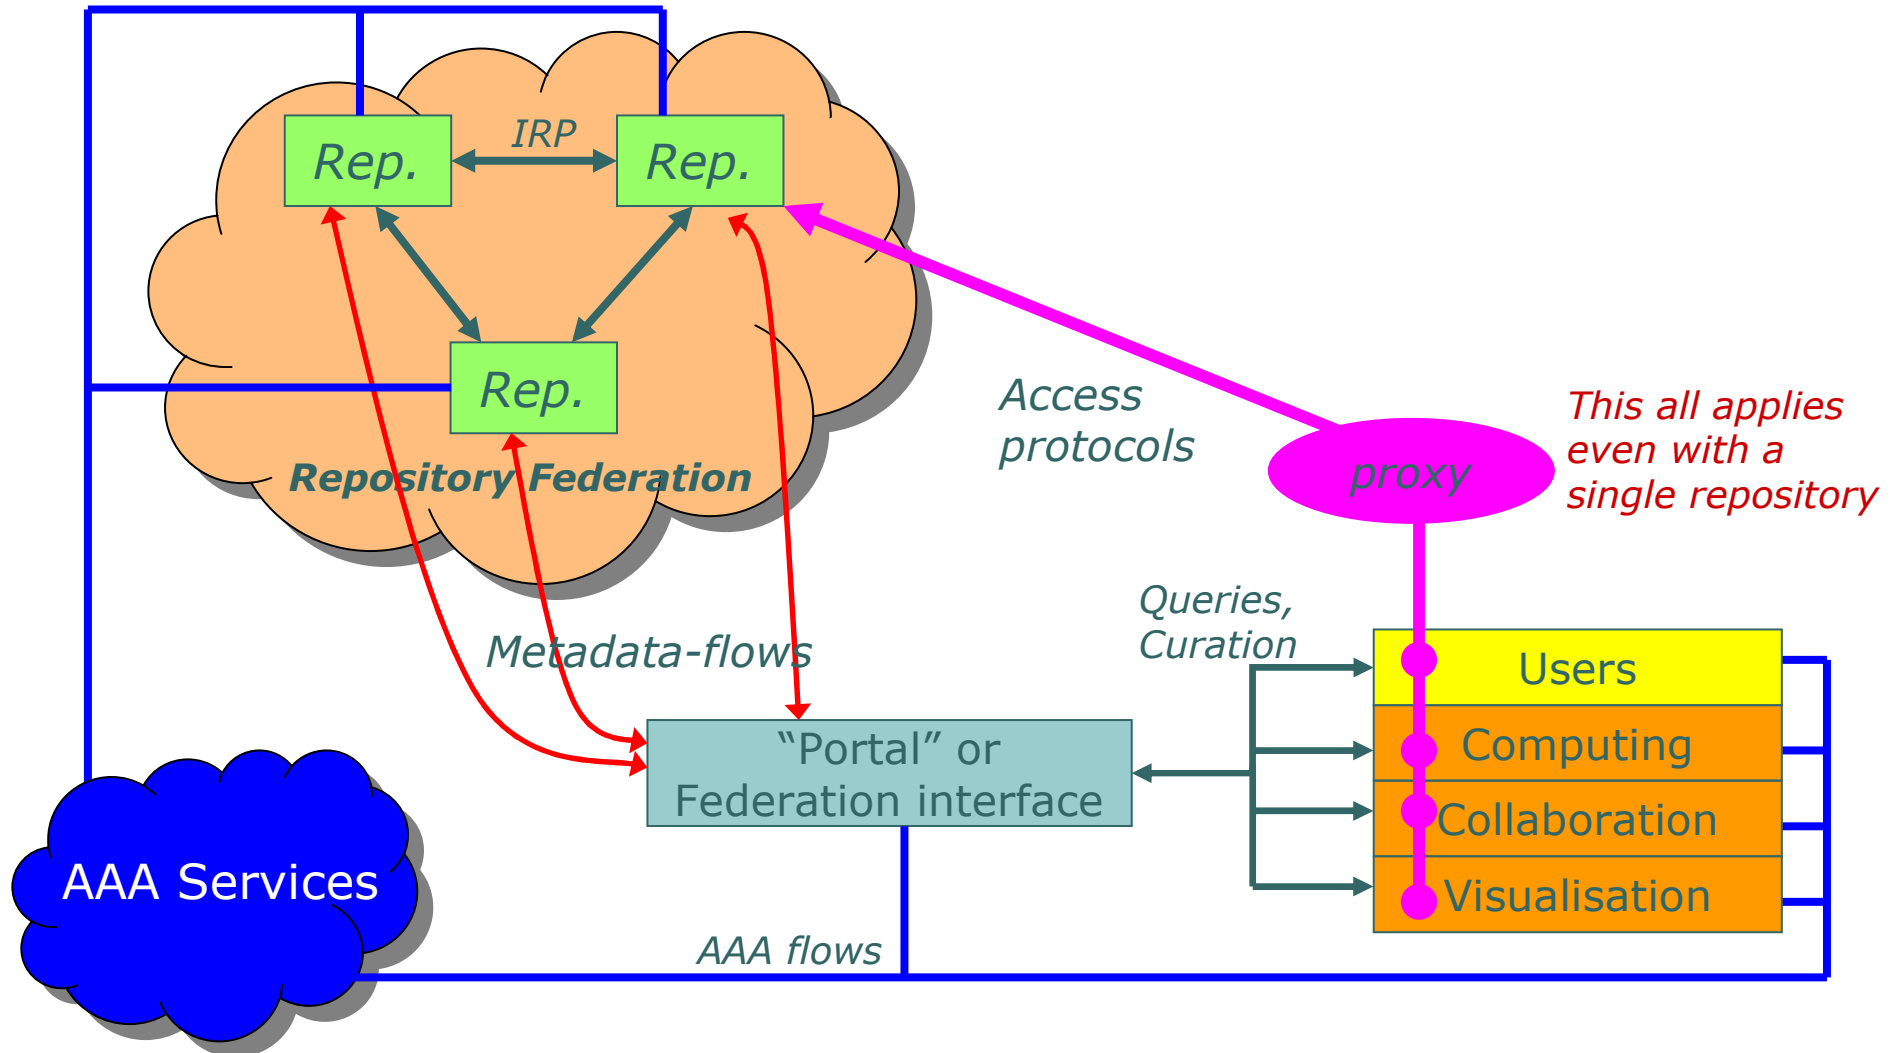 IRP
Rep.
Rep.
Rep.
Repository Federation
Access
protocols
proxy
This all applies
even with a
single repository
Queries,
Curation
Metadata-flows
Users
Computing
Collaboration
Visualisation
“Portal” or
Federation interface
AAA Services
AAA flows